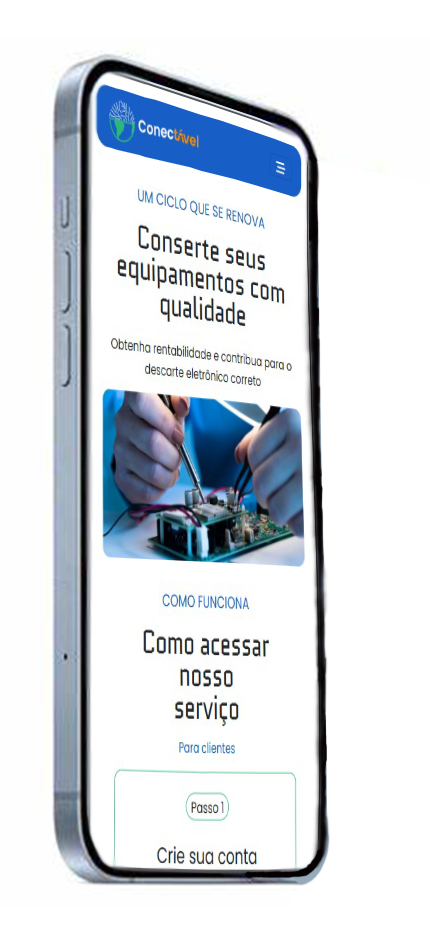 Conectável
UM CICLO QUE SE RENOVA
Conserte seus
equipamentos com
qualidade
Obtenha rentabilidade e contribua para o
descarte eletrônico correto
COMO FUNCIONA
Como acessar
nosso
serviço
Para clientes
Passo 1
Crie sua conta